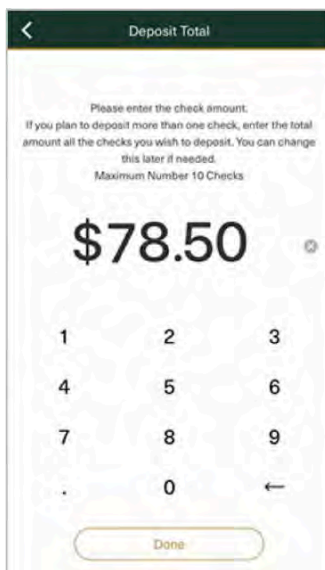 Deposit Total
Please enter the check amount.
If you plan to deposit more than one check, enter the total
amount all the checks you wish to deposit. You can change
this later if needed.
Maximum Number 10 Checks
$78.50
1 2 3
4 5 6
7 8 9
. 0 ←
Done